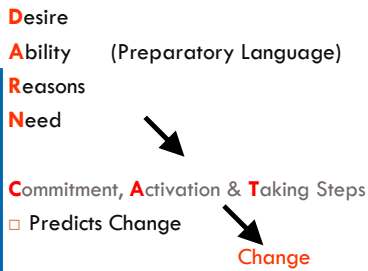 Desire
Ability (Preparatory Language)
Reasons
Need
Commitment, Activation & Taking Steps
Predicts Change
Change